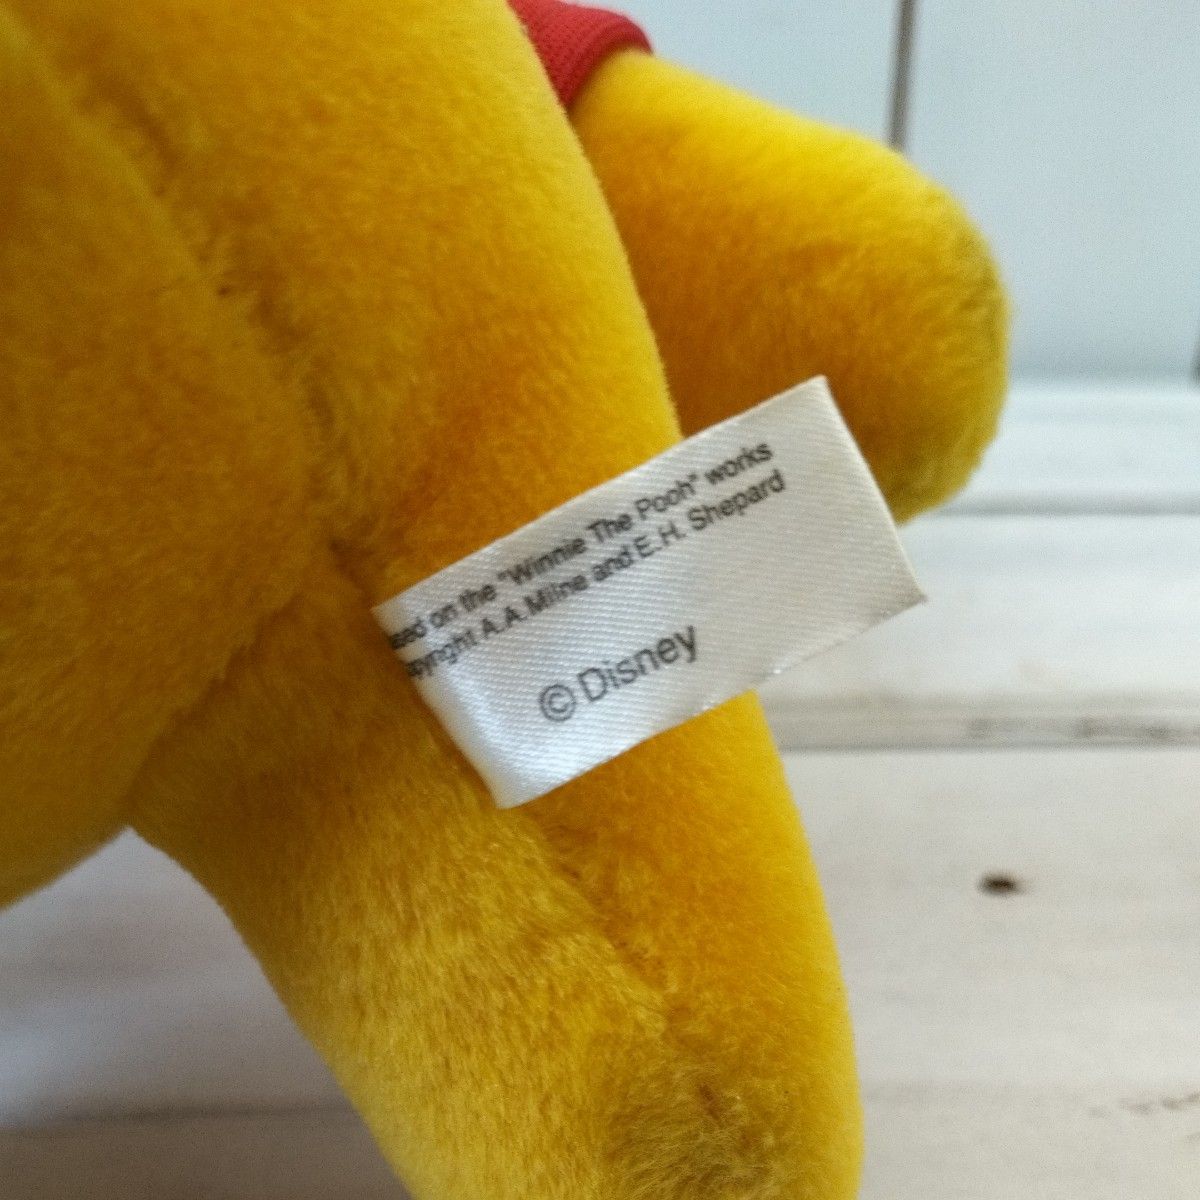 ased on the "Winnie The Pooh" works
opyright A.A.Milne and E.H. Shepard
© Disney